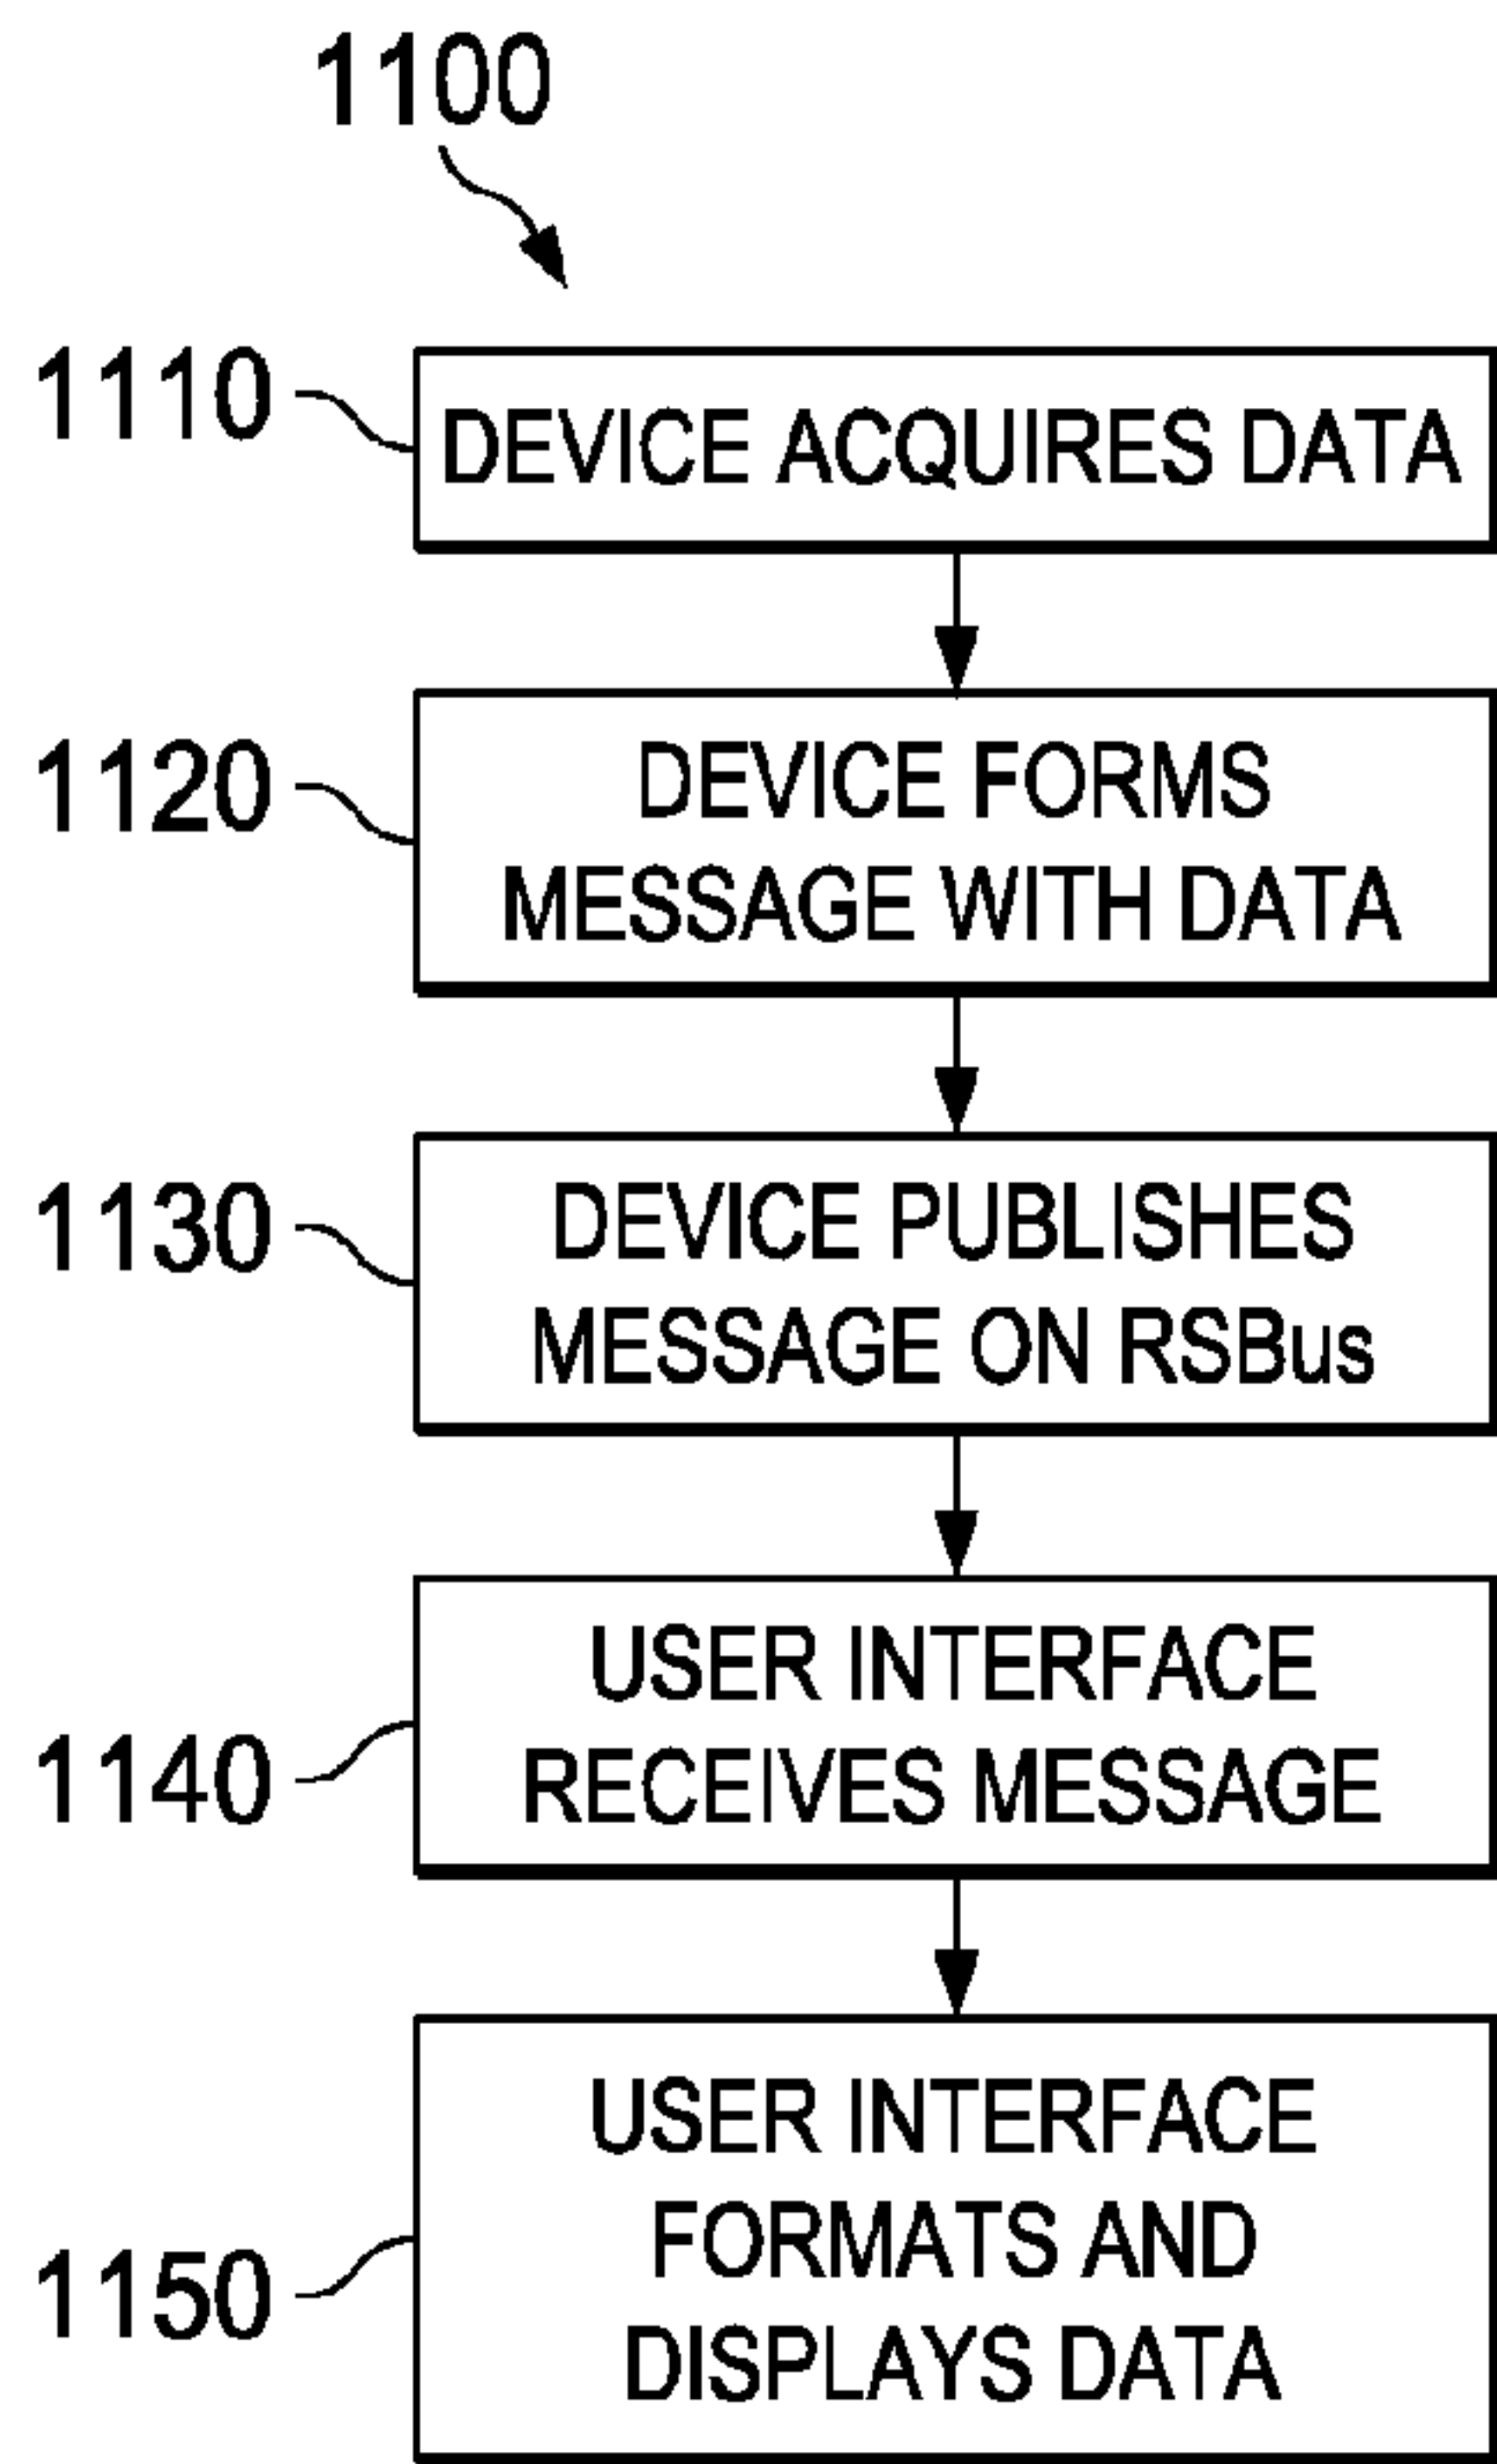 1100
1110
DEVICE ACQUIRES DATA
1120
DEVICE FORMS
MESSAGE WITH DATA
1130
DEVICE PUBLISHES
MESSAGE ON RSBus
1140
USER INTERFACE
RECEIVES MESSAGE
1150
USER INTERFACE
FORMATS AND
DISPLAYS DATA